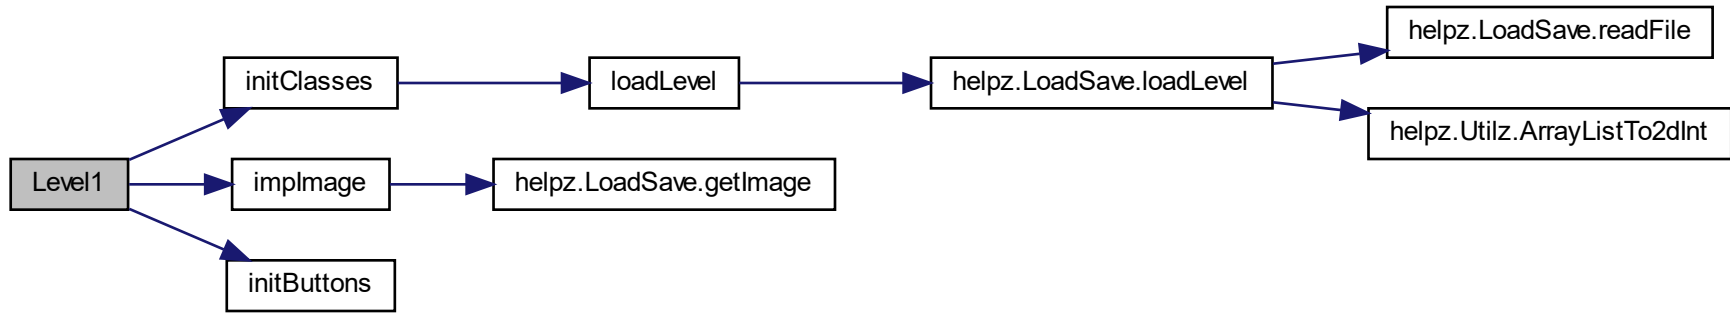 Level1
initClasses
loadLevel
helpz.LoadSave.loadLevel
helpz.LoadSave.readFile
helpz.Utilz.ArrayListTo2dInt
impImage
helpz.LoadSave.getImage
initButtons